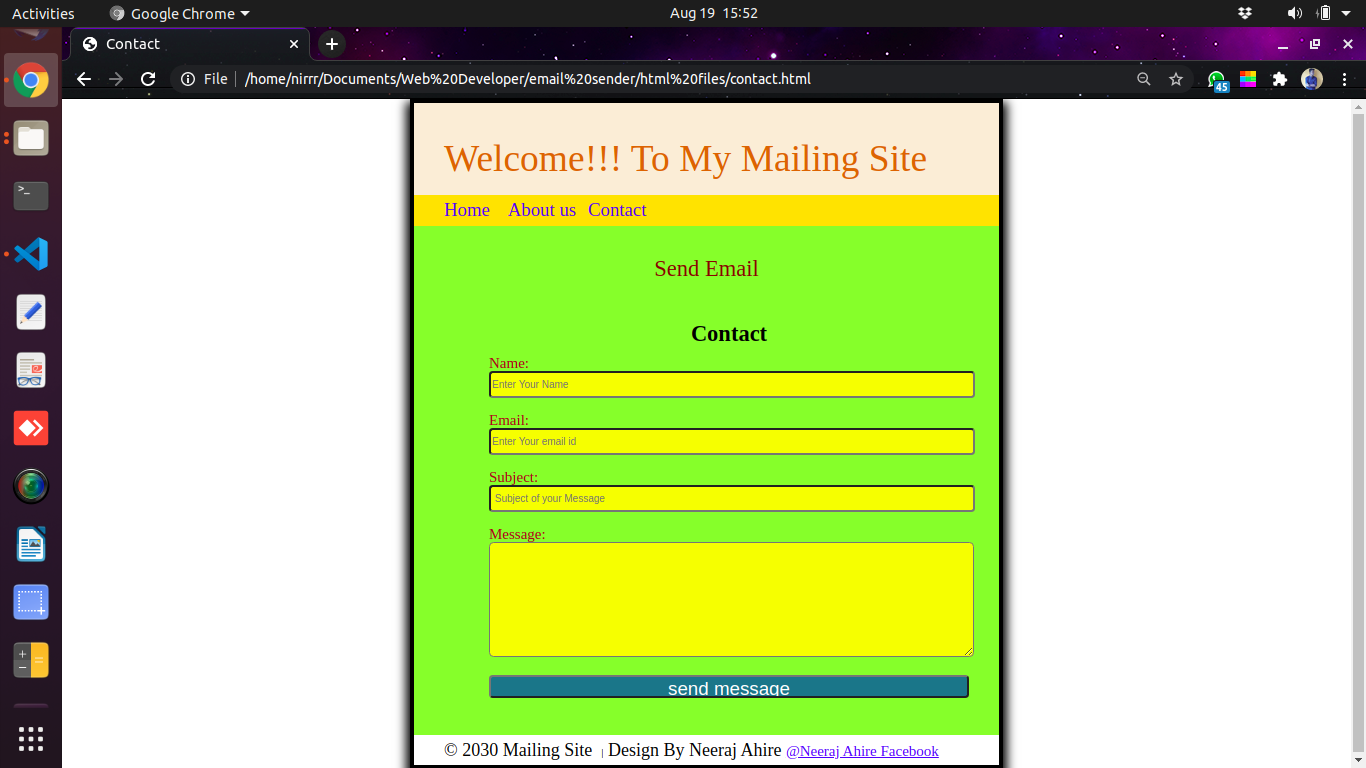 Activities Google Chrome Aug 19 15:52
Contact
File /home/nirrr/Documents/Web%20Developer/email%20sender/html%20files/contact.html
45
Welcome!!! To My Mailing Site
Home About us Contact
Send Email
Contact
Name:
Enter Your Name
Email:
Enter Your email id
Subject:
Subject of your Message
Message:
send message
© 2030 Mailing Site | Design By Neeraj Ahire @Neeraj Ahire Facebook